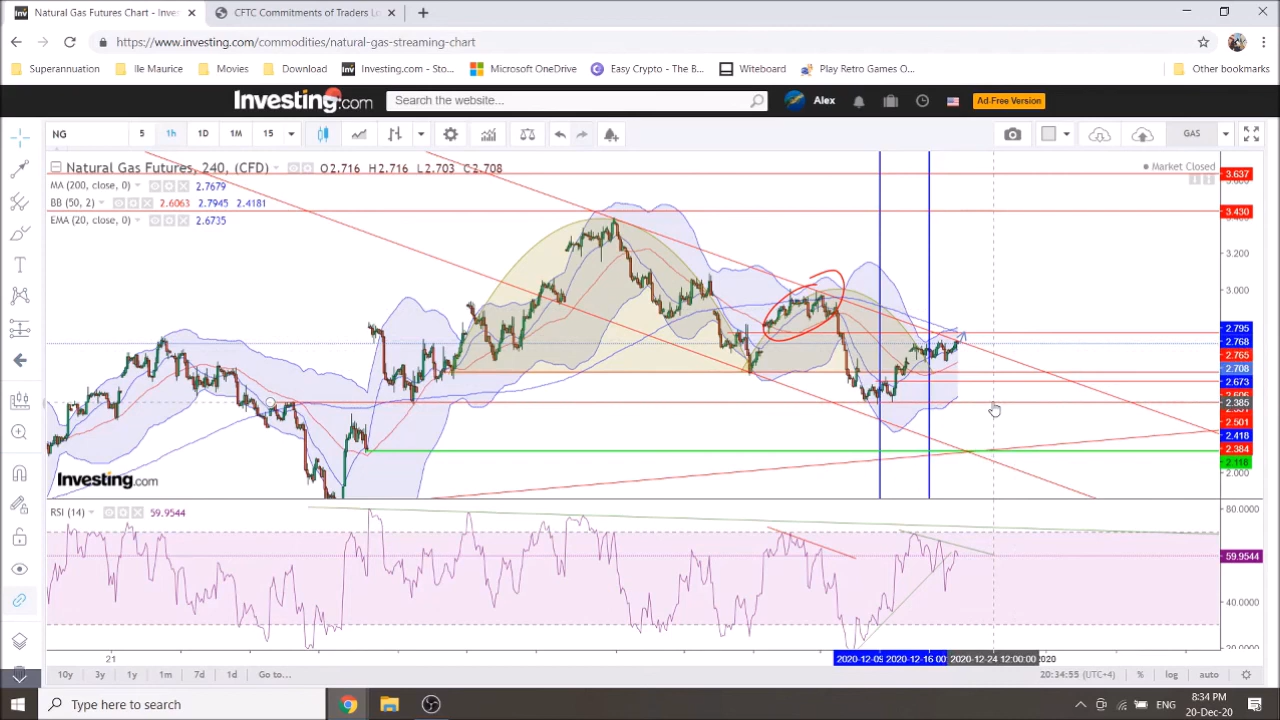 Natural Gas Futures Chart - Inve
CFTC Commitments of Traders L
https://www.investing.com/commodities/natural-gas-streaming-chart
Superannuation Ile Maurice Movies Download Investing.com - Sto... Microsoft OneDrive Easy Crypto - The B... Witeboard Play Retro Games O... Other bookmarks
Investing.com Search the website... Alex Ad-Free Version
NG 5 1h 1D 1M 15 GAS
Natural Gas Futures, 240, (CFD) O2.716 H2.716 L2.703 C2.708
Market Closed
MA (200, close, 0) 2.7679
BB (50, 2) 2.6063 2.7945 2.4181
EMA (20, close, 0) 2.6735
3.637
3.430
3.200
3.000
2.795
2.768
2.765
2.708
2.673
2.385
2.501
2.418
2.384
2.118
2.000
Investing.com
RSI (14) 59.9544
80.0000
59.9544
40.0000
20.0000
21 2020-12-09 2020-12-16 00: 2020-12-24 12:00:00 2020
10y 3y 1y 1m 7d 1d Go to... 20:34:55 (UTC+4) % log auto
Type here to search
ENG
8:34 PM
20-Dec-20